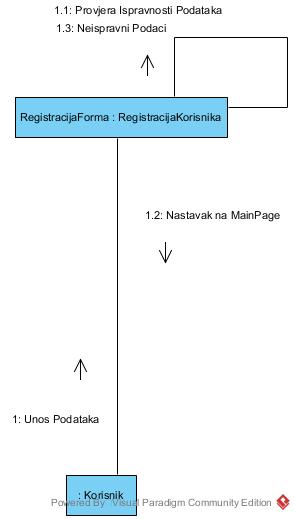 1.1: Provjera Ispravnosti Podataka
1.3: Neispravni Podaci
RegistracijaForma : RegistracijaKorisnika
1.2: Nastavak na MainPage
1: Unos Podataka
: Korisnik
Powered By Visual Paradigm Community Edition